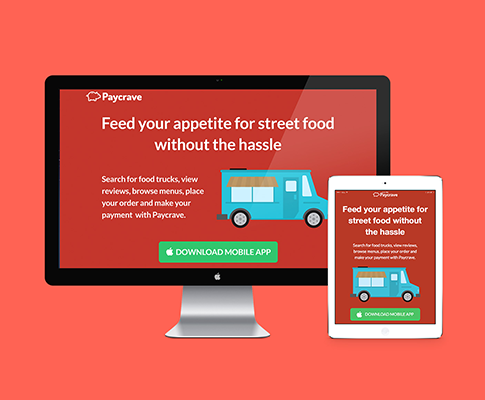 Paycrave
Feed your appetite for street food
without the hassle
Search for food trucks, view
reviews, browse menus, place
your order and make your
payment with Paycrave.
DOWNLOAD MOBILE APP
Paycrave
Feed your appetite for
street food without
the hassle
Search for food trucks, view reviews,
browse menus, place your order and
make your payment with Paycrave.
DOWNLOAD MOBILE APP